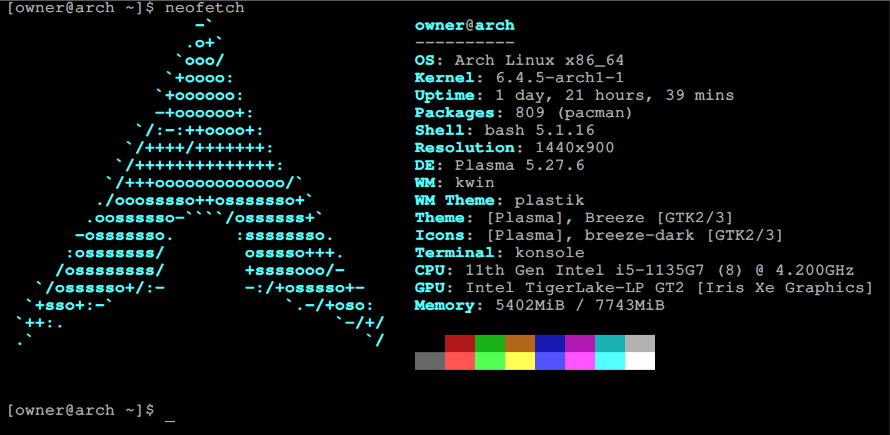 [owner@arch ~]$ neofetch
                   -`
                  .o+`
                 `ooo/
                `+oooo:
               `+oooooo:
               -+oooooo+:
             `/:-:++oooo+:
            `/++++/+++++++:
           `/++++++++++++++:
          `/+++ooooooooooooo/`
         ./ooosssso++osssssso+`
        .oossssso-````/ossssss+`
       -osssssso.      :ssssssso.
      :osssssss/        osssso+++.
     /ossssssss/        +ssssooo/-
   `/ossssso+/:-        -:/+osssso+-
  `+sso+:-`                 `.-/+oso:
 `++:.                           `-/+/
 .`                                 `/
owner@arch
----------
OS: Arch Linux x86_64
Kernel: 6.4.5-arch1-1
Uptime: 1 day, 21 hours, 39 mins
Packages: 809 (pacman)
Shell: bash 5.1.16
Resolution: 1440x900
DE: Plasma 5.27.6
WM: kwin
WM Theme: plastik
Theme: [Plasma], Breeze [GTK2/3]
Icons: [Plasma], breeze-dark [GTK2/3]
Terminal: konsole
CPU: 11th Gen Intel i5-1135G7 (8) @ 4.200GHz
GPU: Intel TigerLake-LP GT2 [Iris Xe Graphics]
Memory: 5402MiB / 7743MiB
[owner@arch ~]$ _